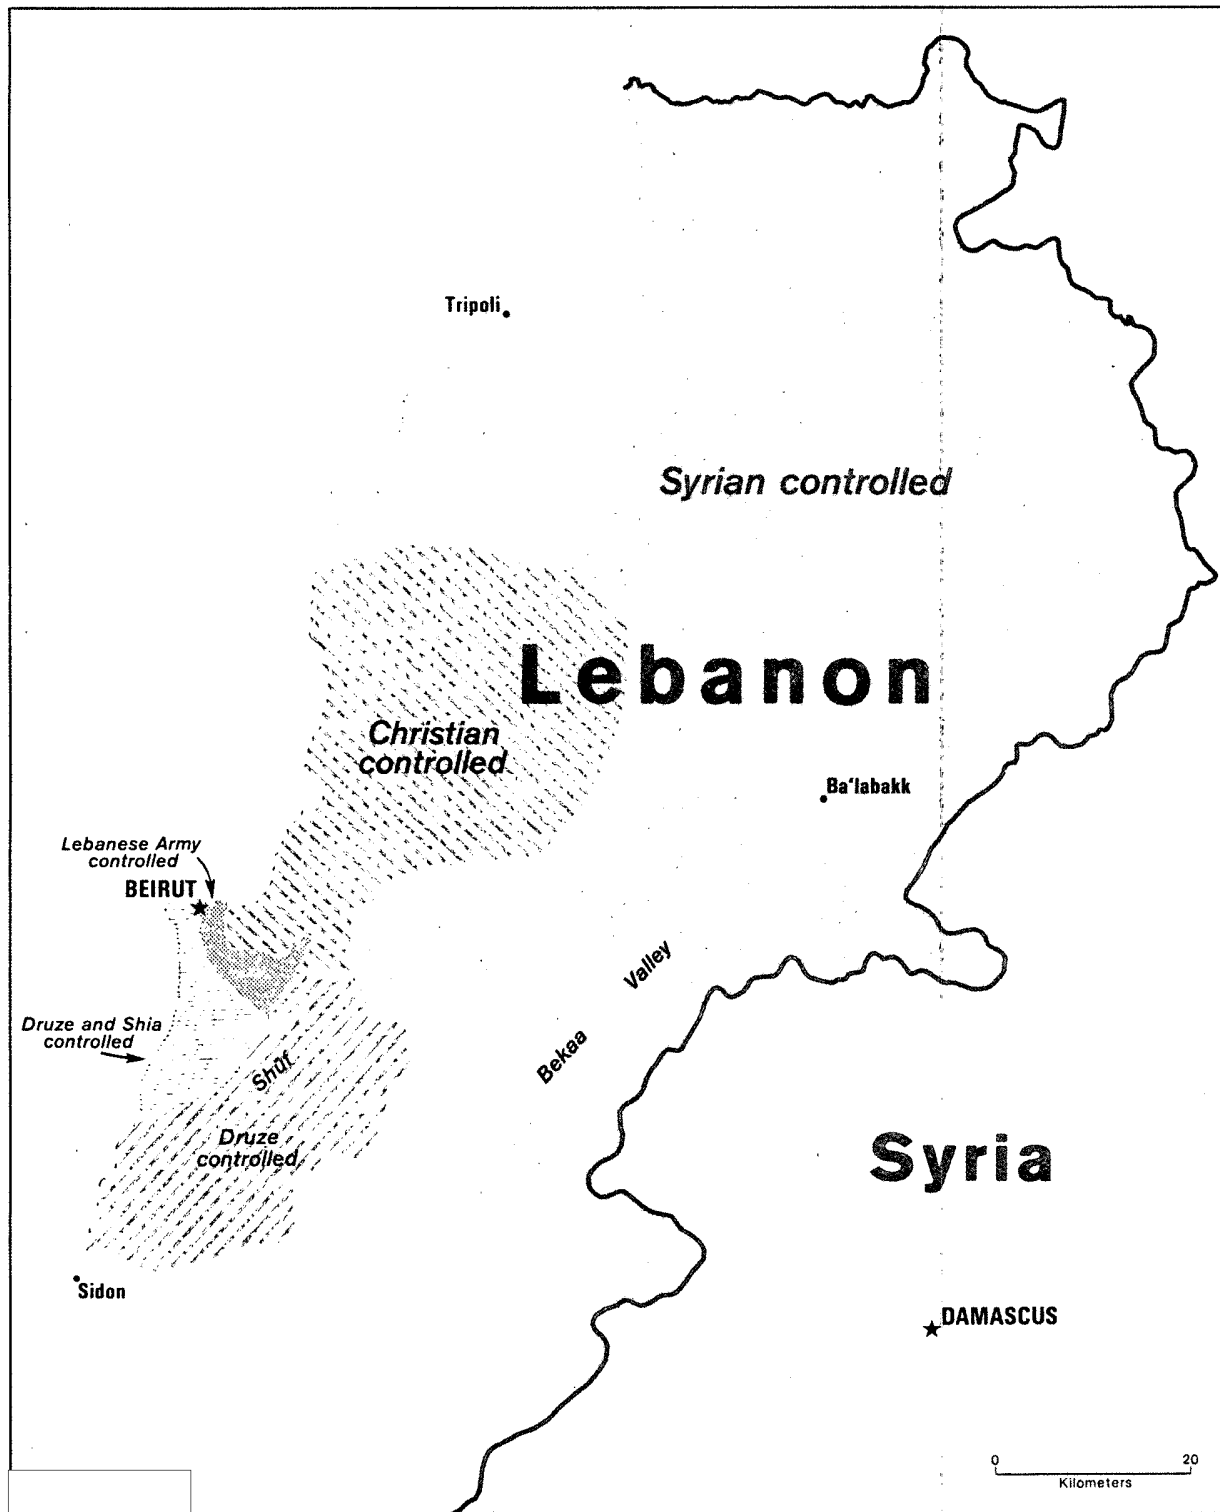 Tripoli
Syrian controlled
Lebanon
Christian
controlled
Ba'labakk
Lebanese Army
controlled
BEIRUT
Valley
Bekaa
Druze and Shia
controlled
Shūf
Druze
controlled
Syria
Sidon
DAMASCUS
0 20
Kilometers